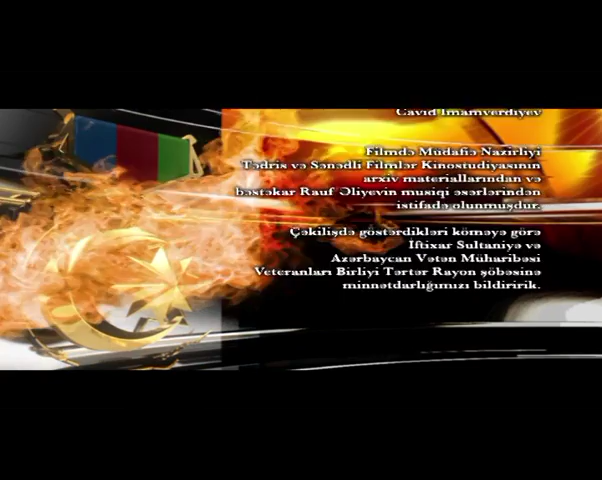 Cavid İmamverdiyev
Filmdə Müdafiə Nazirliyi
Tədris və Sənədli Filmlər Kinostudiyasının
arxiv materiallarından və
bəstəkar Rauf Əliyevin musiqi əsərlərindən
istifadə olunmuşdur.
Çəkilişdə göstərdikləri köməyə görə
İftixar Sultaniyə və
Azərbaycan Vətən Müharibəsi
Veteranları Birliyi Tərtər Rayon şöbəsinə
minnətdarlığımızı bildiririk.